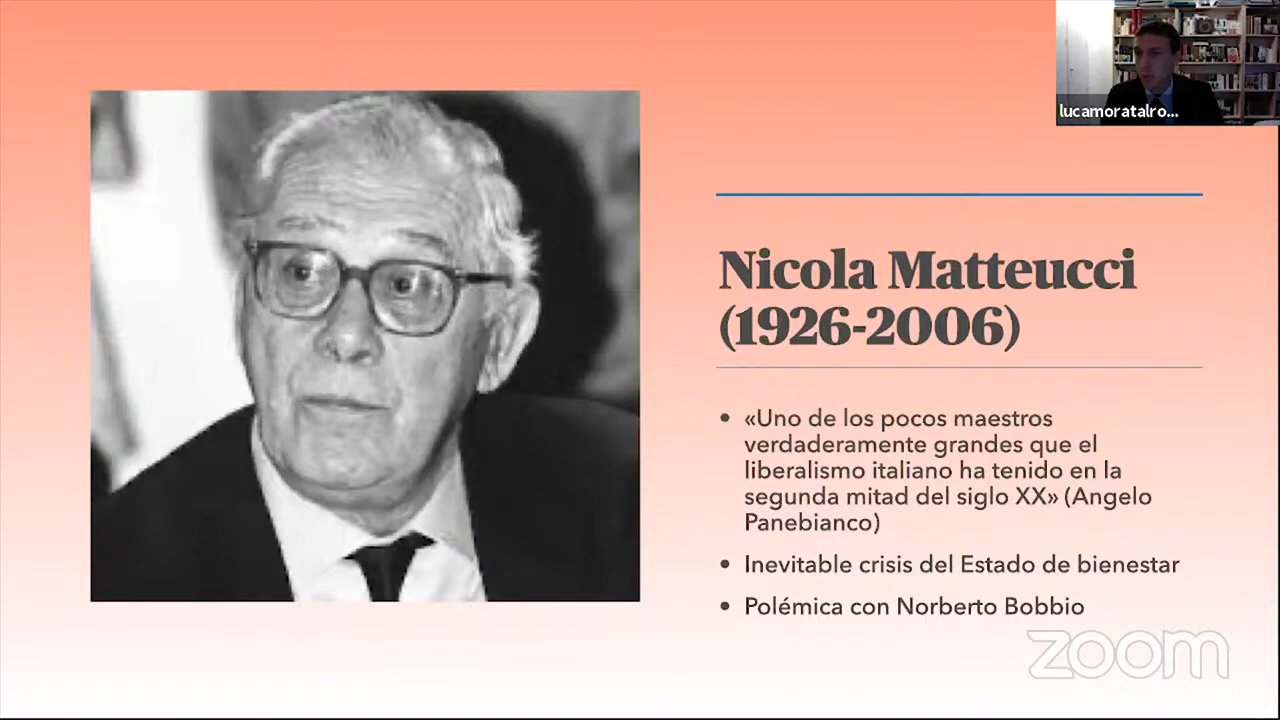 lucamoratalro...
Nicola Matteucci
(1926-2006)
• «Uno de los pocos maestros
verdaderamente grandes que el
liberalismo italiano ha tenido en la
segunda mitad del siglo XX» (Angelo
Panebianco)
• Inevitable crisis del Estado de bienestar
• Polémica con Norberto Bobbio
zoom